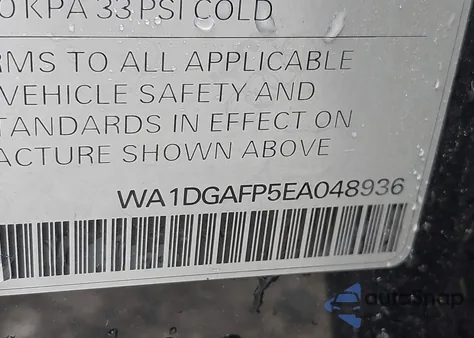 0 KPA 33 PSI COLD
RMS TO ALL APPLICABLE
VEHICLE SAFETY AND
TANDARDS IN EFFECT ON
ACTURE SHOWN ABOVE
WA1DGAFP5EA048936
autoSnap